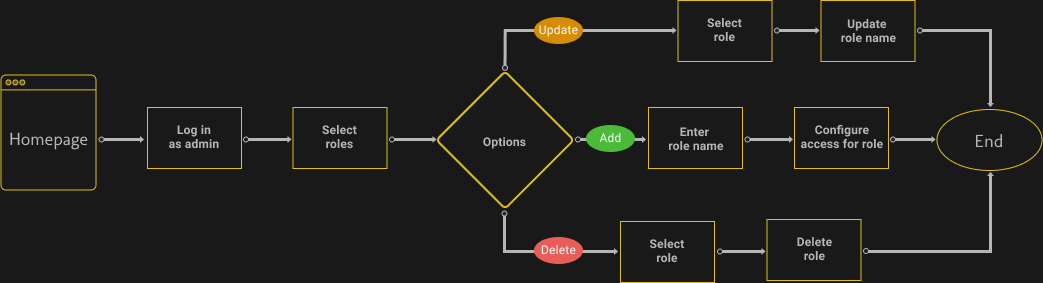 Homepage
Log in
as admin
Select
roles
Options
Update
Select
role
Update
role name
Add
Enter
role name
Configure
access for role
Delete
Select
role
Delete
role
End